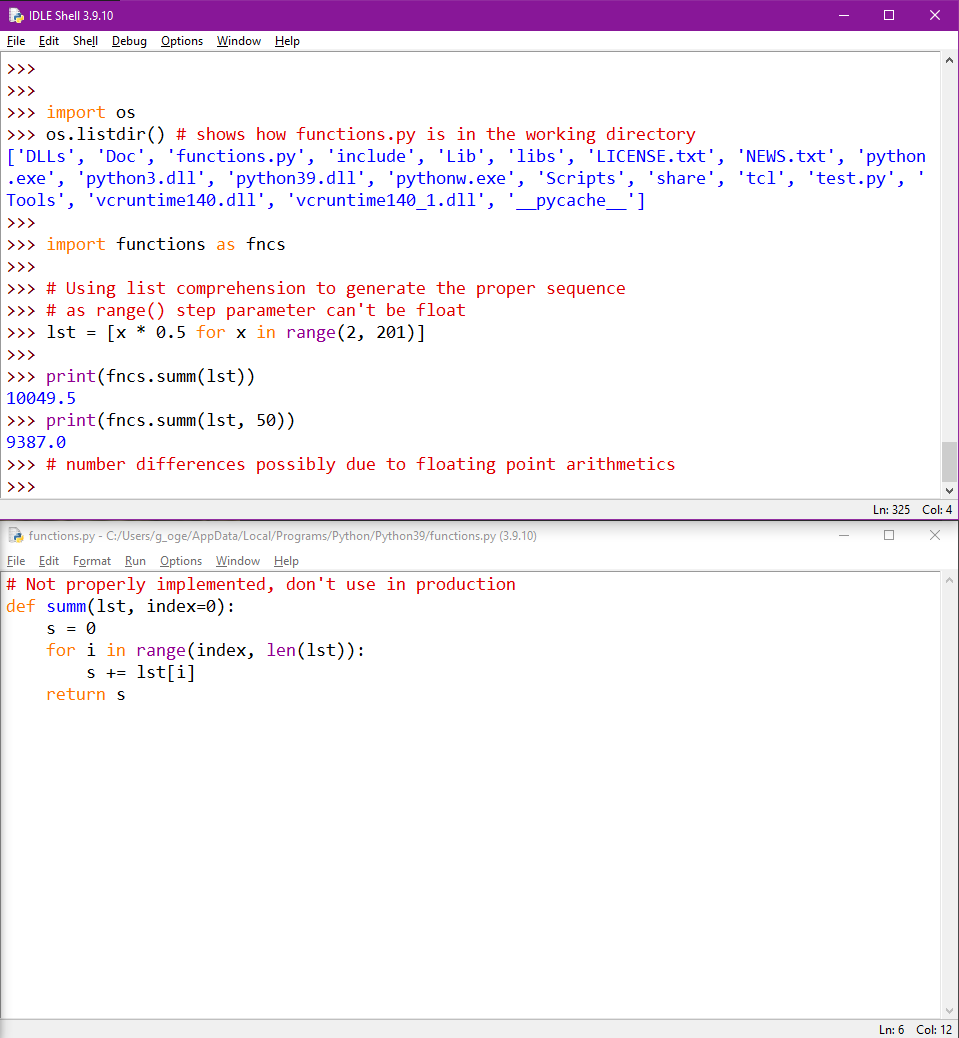 IDLE Shell 3.9.10
File Edit Shell Debug Options Window Help
>>>
>>>
>>> import os
>>> os.listdir() # shows how functions.py is in the working directory
['DLLs', 'Doc', 'functions.py', 'include', 'Lib', 'libs', 'LICENSE.txt', 'NEWS.txt', 'python
.exe', 'python3.dll', 'python39.dll', 'pythonw.exe', 'Scripts', 'share', 'tcl', 'test.py', '
Tools', 'vcruntime140.dll', 'vcruntime140_1.dll', '__pycache__']
>>>
>>> import functions as fncs
>>>
>>> # Using list comprehension to generate the proper sequence
>>> # as range() step parameter can't be float
>>> lst = [x * 0.5 for x in range(2, 201)]
>>>
>>> print(fncs.summ(lst))
10049.5
>>> print(fncs.summ(lst, 50))
9387.0
>>> # number differences possibly due to floating point arithmetics
>>>
Ln: 325 Col: 4
functions.py - C:/Users/g_oge/AppData/Local/Programs/Python/Python39/functions.py (3.9.10)
File Edit Format Run Options Window Help
# Not properly implemented, don't use in production
def summ(lst, index=0):
    s = 0
    for i in range(index, len(lst)):
        s += lst[i]
    return s
Ln: 6 Col: 12